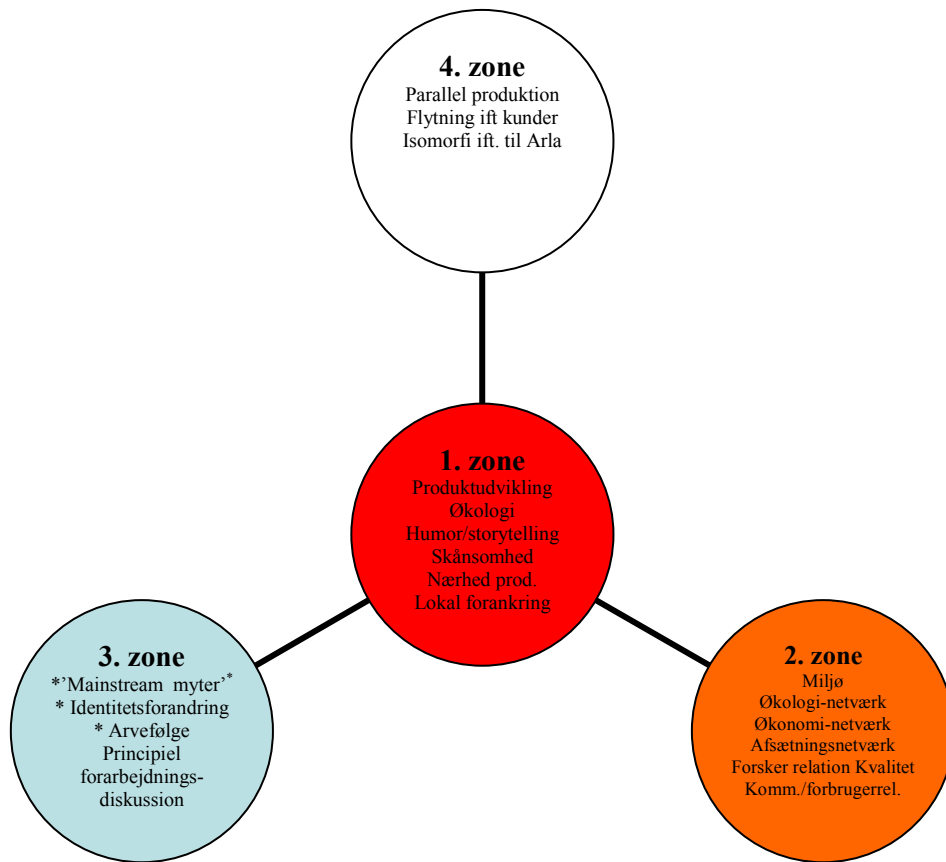 4. zone
Parallel produktion
Flytning ift kunder
Isomorfi ift. til Arla
1. zone
Produktudvikling
Økologi
Humor/storytelling
Skånsomhed
Nærhed prod.
Lokal forankring
3. zone
*’Mainstream myter’*
* Identitetsforandring
* Arvefølge
Principiel
forarbejdnings-
diskussion
2. zone
Miljø
Økologi-netværk
Økonomi-netværk
Afsætningsnetværk
Forsker relation Kvalitet
Komm./forbrugerrel.